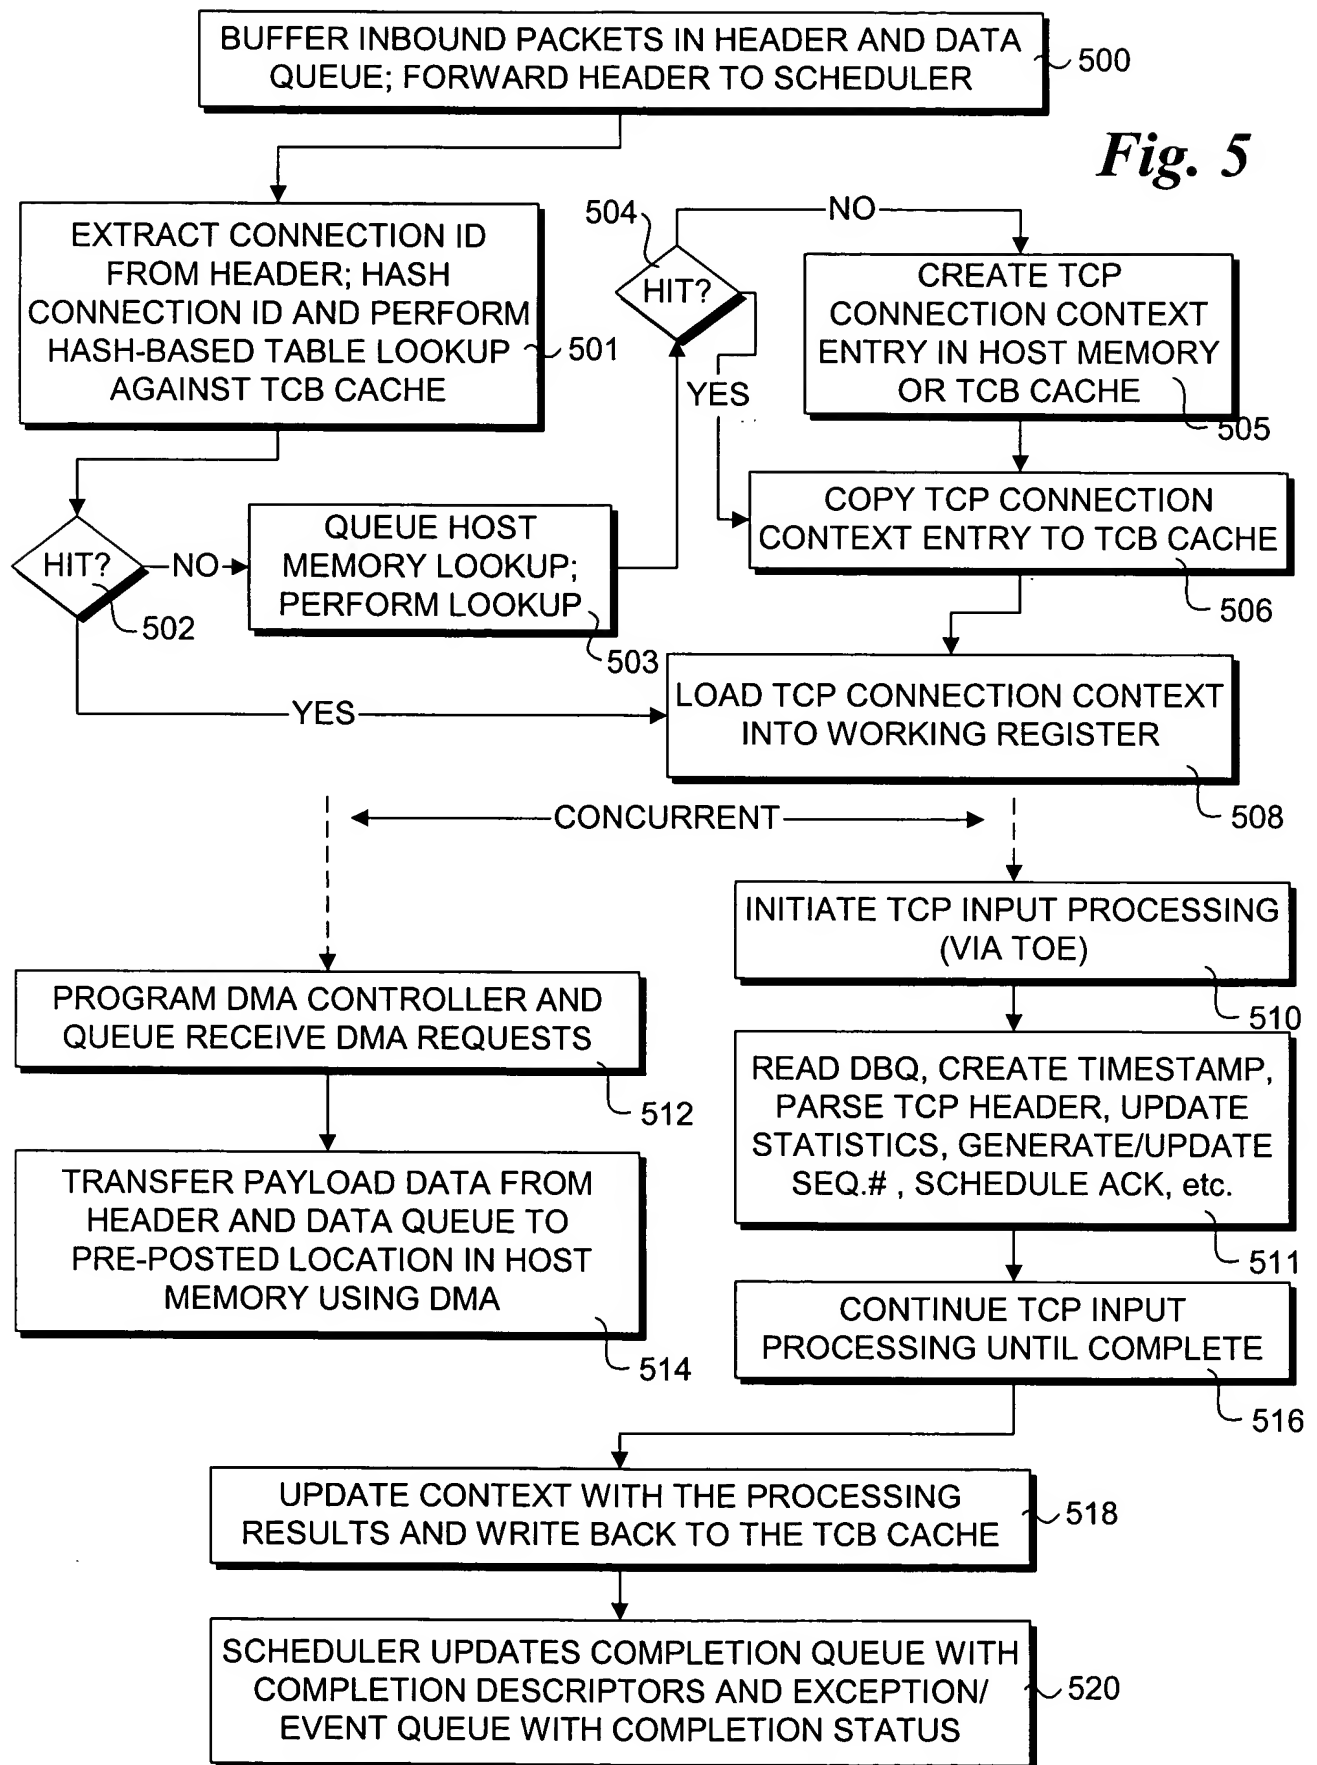 BUFFER INBOUND PACKETS IN HEADER AND DATA
QUEUE; FORWARD HEADER TO SCHEDULER
500
Fig. 5
EXTRACT CONNECTION ID
FROM HEADER; HASH
CONNECTION ID AND PERFORM
HASH-BASED TABLE LOOKUP
AGAINST TCB CACHE
501
HIT?
502
NO
QUEUE HOST
MEMORY LOOKUP;
PERFORM LOOKUP
503
504
HIT?
NO
YES
CREATE TCP
CONNECTION CONTEXT
ENTRY IN HOST MEMORY
OR TCB CACHE
505
COPY TCP CONNECTION
CONTEXT ENTRY TO TCB CACHE
506
YES
LOAD TCP CONNECTION CONTEXT
INTO WORKING REGISTER
508
CONCURRENT
INITIATE TCP INPUT PROCESSING
(VIA TOE)
510
PROGRAM DMA CONTROLLER AND
QUEUE RECEIVE DMA REQUESTS
512
READ DBQ, CREATE TIMESTAMP,
PARSE TCP HEADER, UPDATE
STATISTICS, GENERATE/UPDATE
SEQ.# , SCHEDULE ACK, etc.
511
TRANSFER PAYLOAD DATA FROM
HEADER AND DATA QUEUE TO
PRE-POSTED LOCATION IN HOST
MEMORY USING DMA
514
CONTINUE TCP INPUT
PROCESSING UNTIL COMPLETE
516
UPDATE CONTEXT WITH THE PROCESSING
RESULTS AND WRITE BACK TO THE TCB CACHE
518
SCHEDULER UPDATES COMPLETION QUEUE WITH
COMPLETION DESCRIPTORS AND EXCEPTION/
EVENT QUEUE WITH COMPLETION STATUS
520